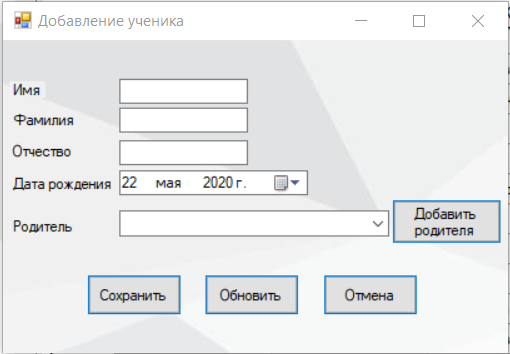 Добавление ученика
Имя
Фамилия
Отчество
Дата рождения 22 мая 2020 г.
Родитель
Добавить
родителя
Сохранить Обновить Отмена